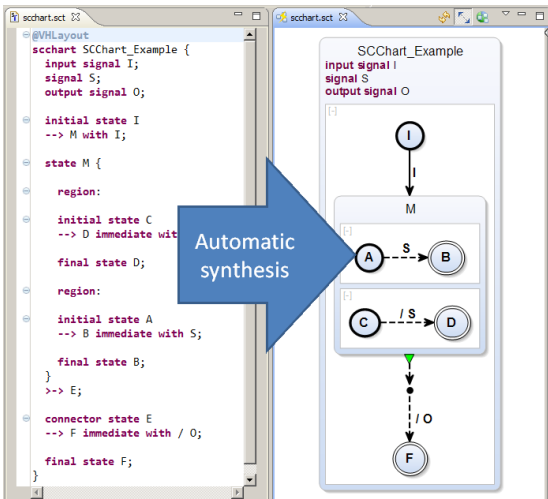 scchart.sct
@VHLayout
scchart SCChart_Example {
input signal I;
signal S;
output signal O;
initial state I
--> M with I;
state M {
region:
initial state C
--> D immediate wit
final state D;
region:
initial state A
--> B immediate with S;
final state B;
}
>-> E;
connector state E
--> F immediate with / O;
final state F;
}
Automatic
synthesis
scchart.sct
SCChart_Example
input signal I
signal S
output signal O
[-]
I
I
M
[-]
A
S
B
[-]
C
/ S
D
/ O
F